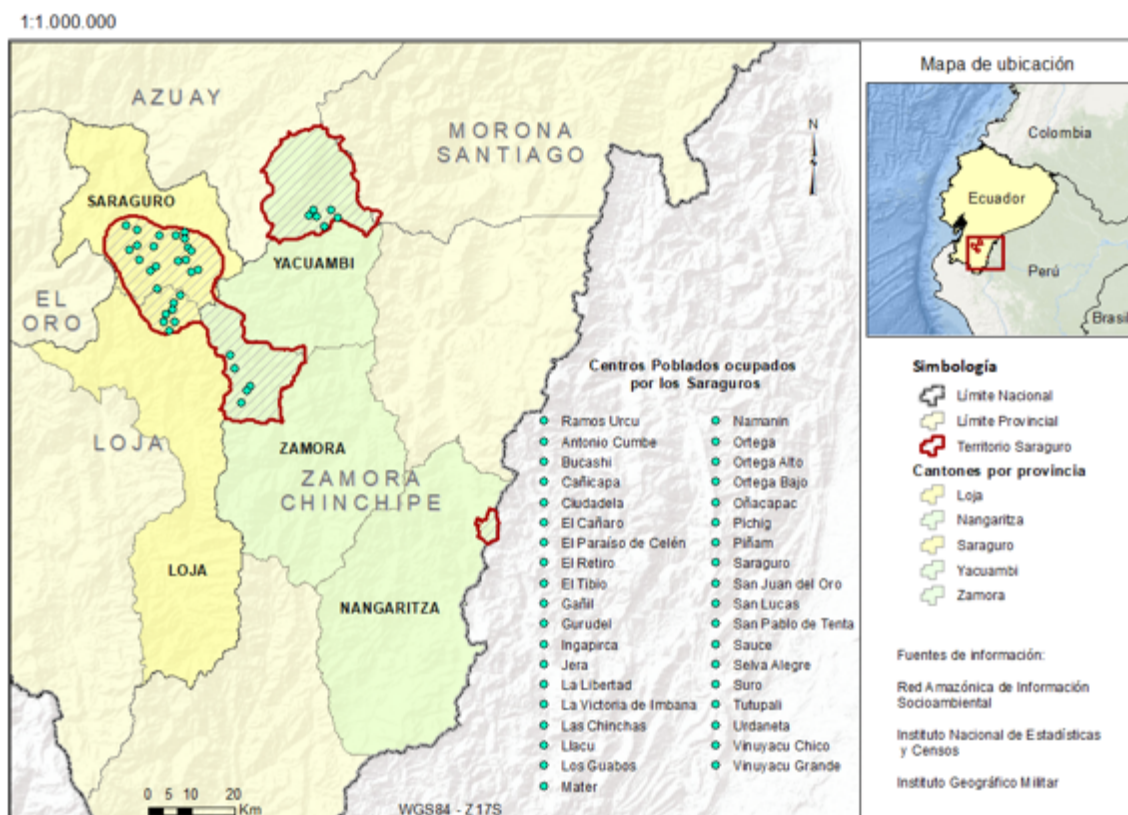 1:1.000.000
AZUAY
MORONA
SANTIAGO
N
SARAGURO
YACUAMBI
EL
ORO
LOJA
ZAMORA
ZAMORA
CHINCHIPE
LOJA
NANGARITZA
0 5 10 20
Km
WGS84 - Z17S
Centros Poblados ocupados
por los Saraguros
Ramos Urcu
Antonio Cumbe
Bucashi
Cañicapa
Ciudadela
El Cañaro
El Paraíso de Celén
El Retiro
El Tibio
Gañil
Gurudel
Ingapirca
Jera
La Libertad
La Victoria de Imbana
Las Chinchas
Llacu
Los Guabos
Mater
Namanin
Ortega
Ortega Alto
Ortega Bajo
Oñacapac
Pichig
Piñam
Saraguro
San Juan del Oro
San Lucas
San Pablo de Tenta
Sauce
Selva Alegre
Suro
Tutupali
Urdaneta
Vinuyacu Chico
Vinuyacu Grande
Mapa de ubicación
Colombia
Ecuador
Perú
Brasil
Simbología
Límite Nacional
Límite Provincial
Territorio Saraguro
Cantones por provincia
Loja
Nangaritza
Saraguro
Yacuambi
Zamora
Fuentes de información:
Red Amazónica de Información
Socioambiental
Instituto Nacional de Estadísticas
y Censos
Instituto Geográfico Militar